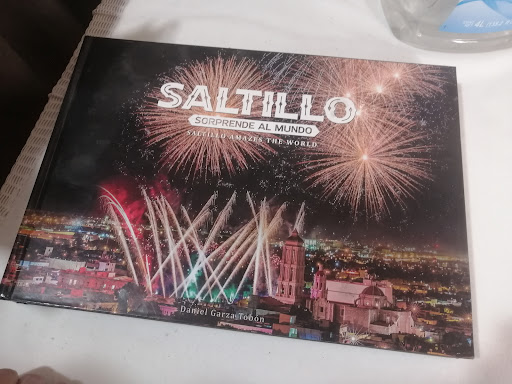 SALTILLO
SORPRENDE AL MUNDO
SALTILLO AMAZES THE WORLD
Daniel Garza Tobón